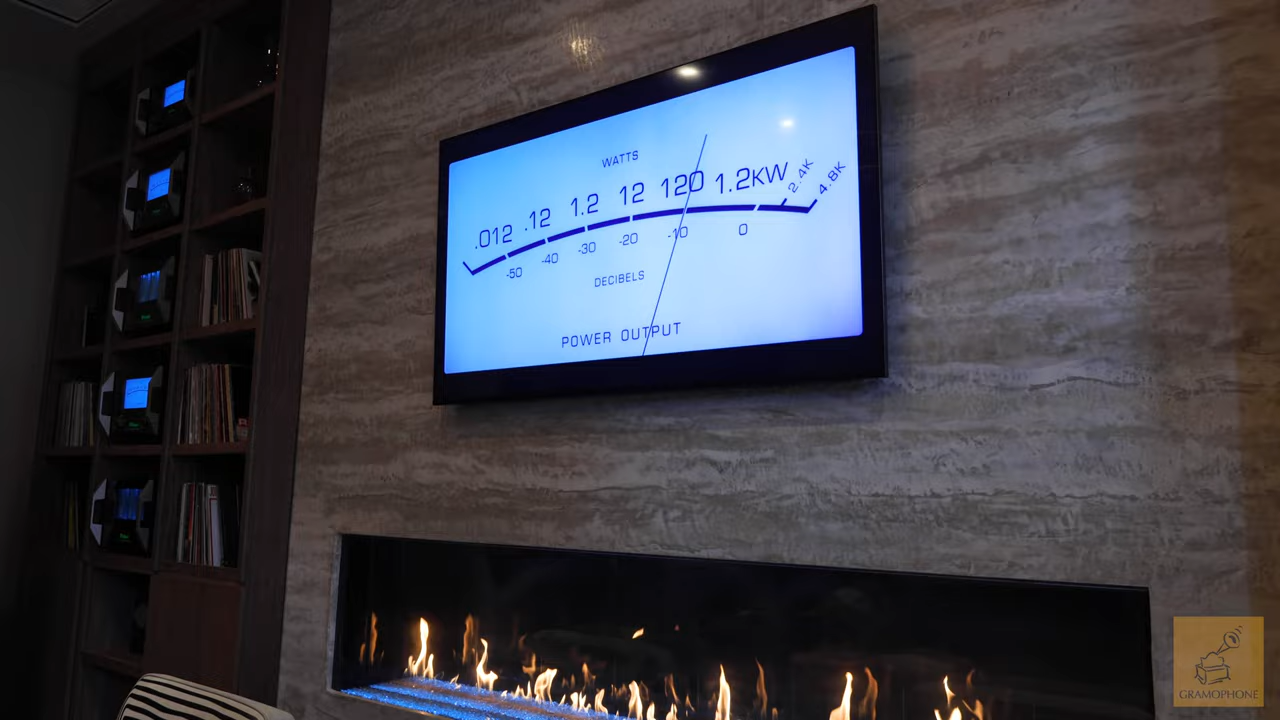 WATTS
.012 .12 1.2 12 120 1.2KW 2.4K 4.8K
-50 -40 -30 -20 -10 0
DECIBELS
POWER OUTPUT
GRAMOPHONE